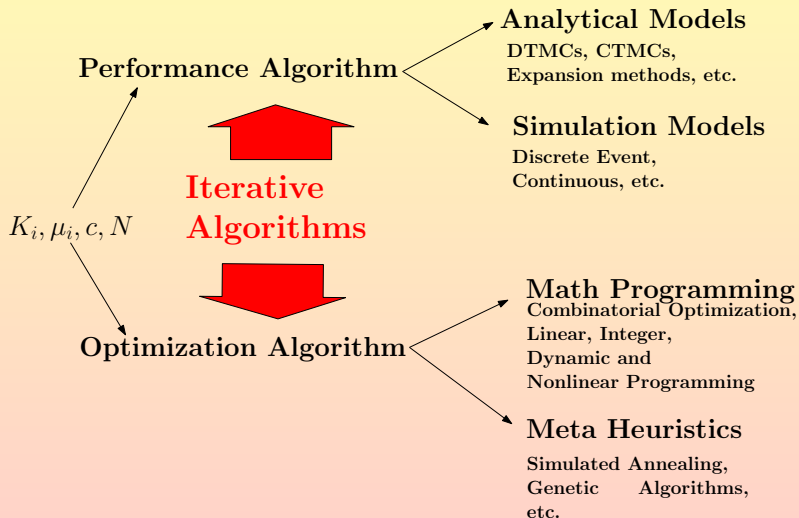 Analytical Models
DTMCs, CTMCs,
Expansion methods, etc.
Performance Algorithm
Simulation Models
Discrete Event,
Continuous, etc.
Iterative
Algorithms
K_i, μ_i, c, N
Math Programming
Combinatorial Optimization,
Linear, Integer,
Dynamic and
Nonlinear Programming
Optimization Algorithm
Meta Heuristics
Simulated Annealing,
Genetic Algorithms,
etc.